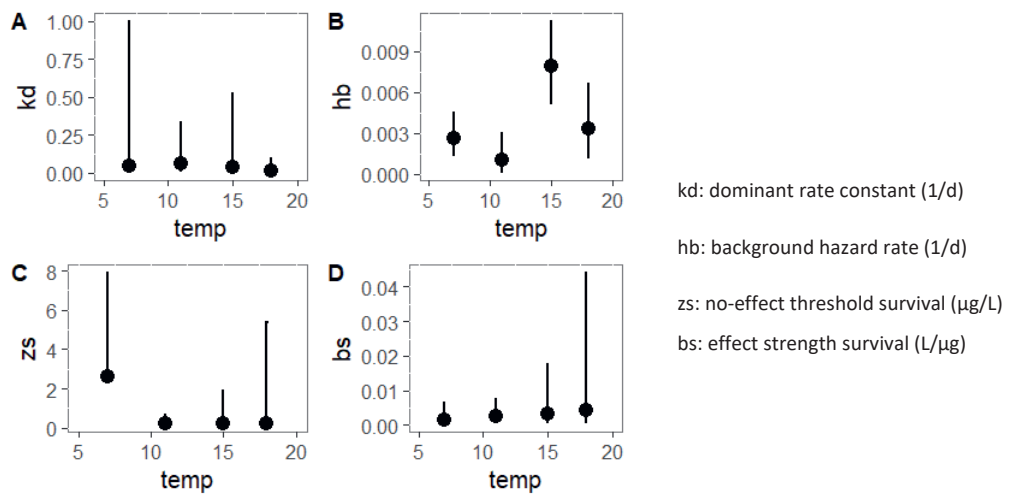 A
kd
1.00
0.75
0.50
0.25
0.00
5 10 15 20
temp
B
hb
0.009
0.006
0.003
0.000
5 10 15 20
temp
C
zs
8
6
4
2
0
5 10 15 20
temp
D
bs
0.04
0.03
0.02
0.01
0.00
5 10 15 20
temp
kd: dominant rate constant (1/d)
hb: background hazard rate (1/d)
zs: no-effect threshold survival (µg/L)
bs: effect strength survival (L/µg)